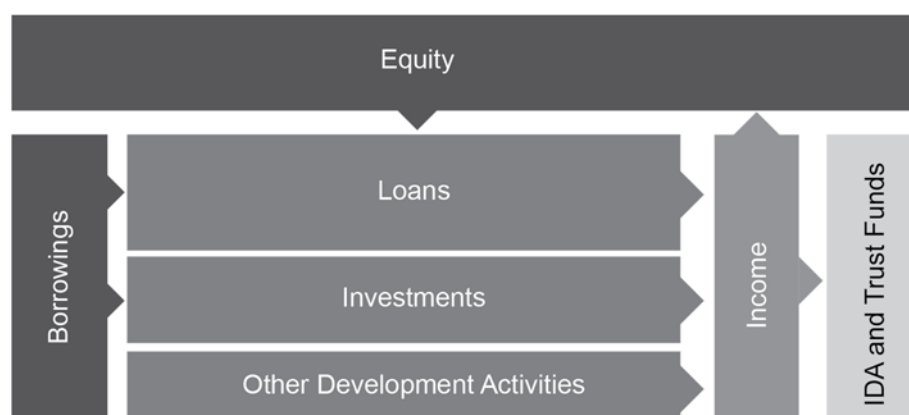 Equity
Borrowings
Loans
Investments
Other Development Activities
Income
IDA and Trust Funds